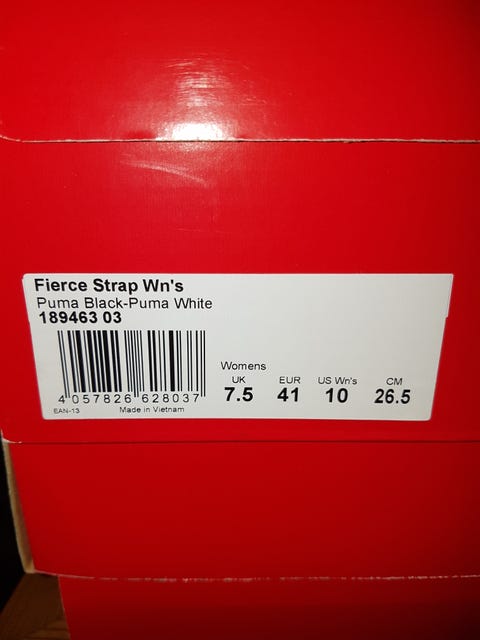 Fierce Strap Wn's
Puma Black-Puma White
189463 03
4 057826 628037
EAN-13 Made in Vietnam
Womens
UK EUR US Wn's CM
7.5 41 10 26.5